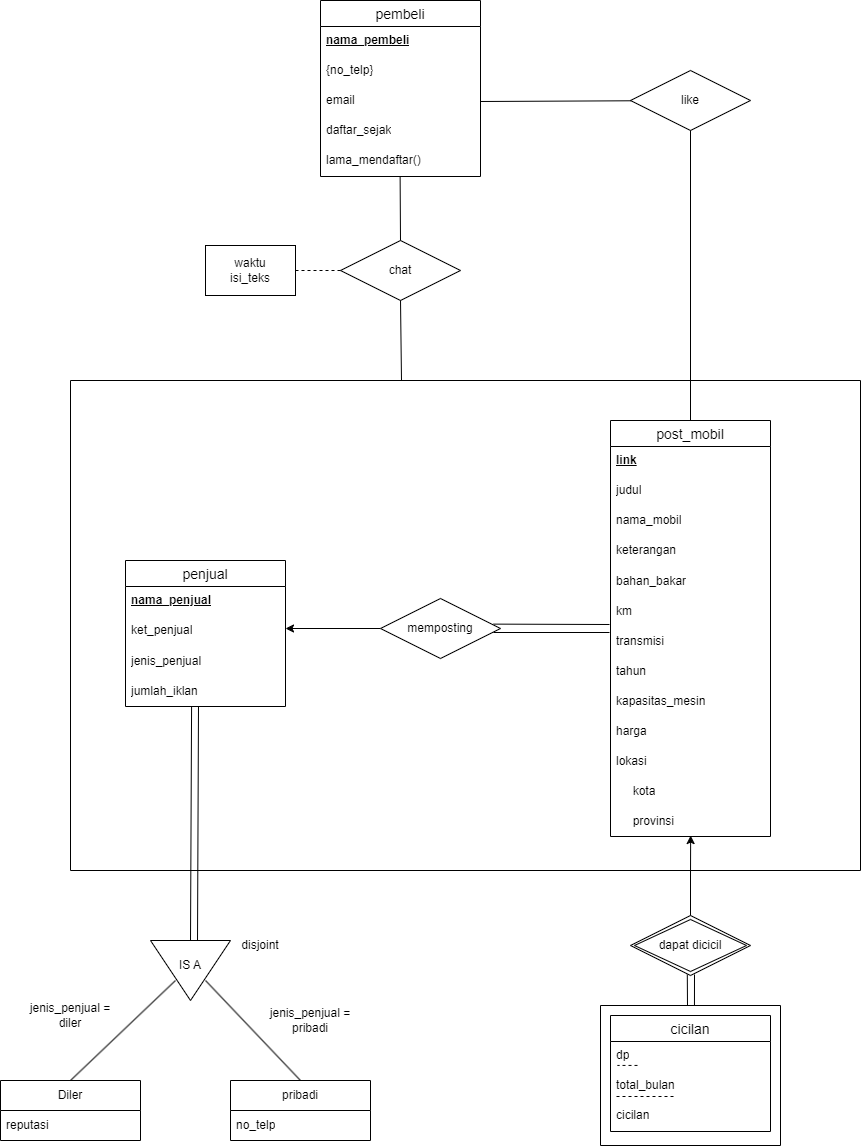 pembeli
nama_pembeli
{no_telp}
email
daftar_sejak
lama_mendaftar()
like
waktu
isi_teks
chat
post_mobil
link
judul
nama_mobil
keterangan
bahan_bakar
km
transmisi
tahun
kapasitas_mesin
harga
lokasi
kota
provinsi
penjual
nama_penjual
ket_penjual
jenis_penjual
jumlah_iklan
memposting
IS A
disjoint
jenis_penjual =
diler
jenis_penjual =
pribadi
Diler
reputasi
pribadi
no_telp
dapat dicicil
cicilan
dp
total_bulan
cicilan